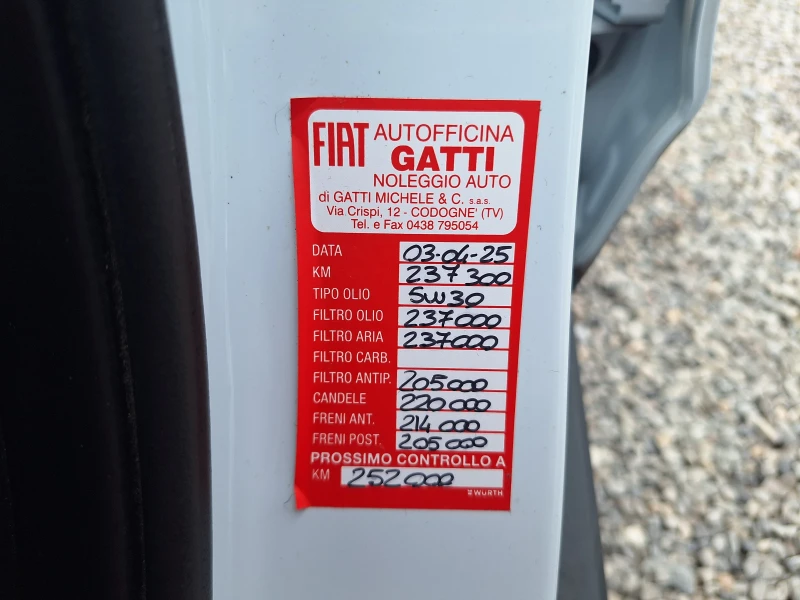 FIAT AUTOFFICINA
GATTI
NOLEGGIO AUTO
di GATTI MICHELE & C. s.a.s.
Via Crispi, 12 - CODOGNE' (TV)
Tel. e Fax 0438 795054
DATA 03-04-25
KM 237300
TIPO OLIO 5W30
FILTRO OLIO 237000
FILTRO ARIA 237000
FILTRO CARB.
FILTRO ANTIP. 205000
CANDELE 220000
FRENI ANT. 214000
FRENI POST. 205000
PROSSIMO CONTROLLO A
KM 252000
WÜRTH